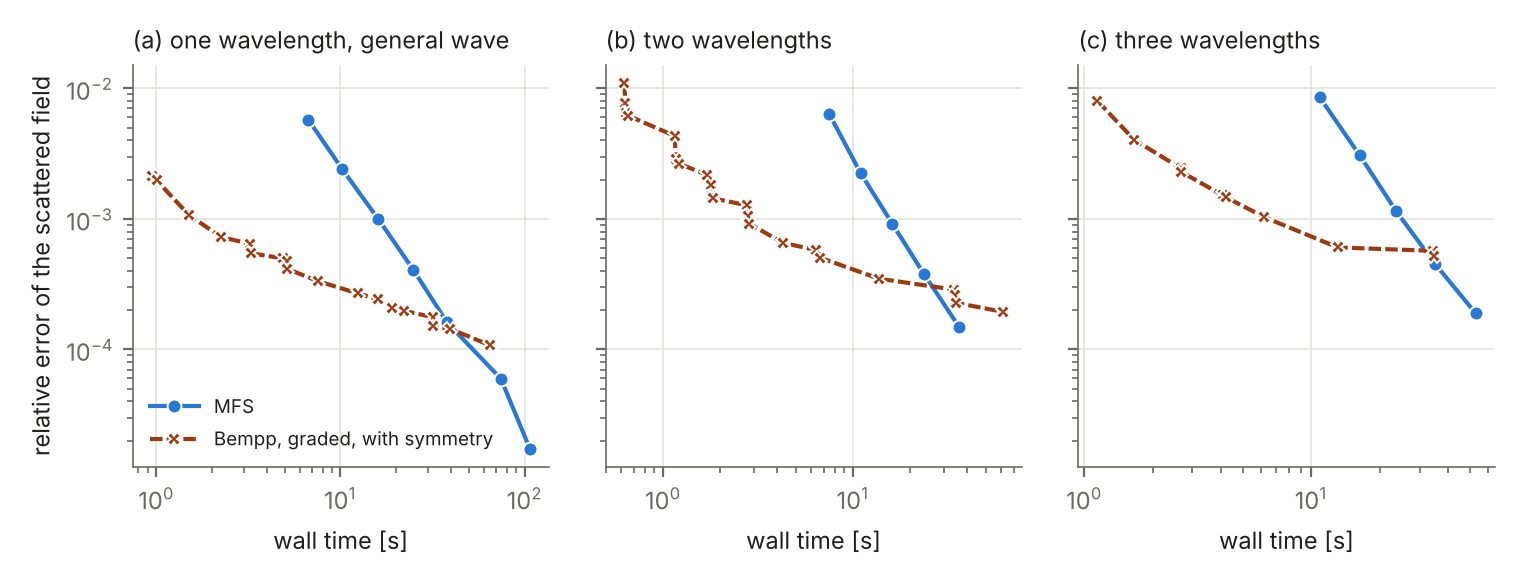 (a) one wavelength, general wave
(b) two wavelengths
(c) three wavelengths
relative error of the scattered field
10⁻²
10⁻³
10⁻⁴
MFS
Bempp, graded, with symmetry
10⁰ 10¹ 10²
10⁰ 10¹
10⁰ 10¹
wall time [s]
wall time [s]
wall time [s]